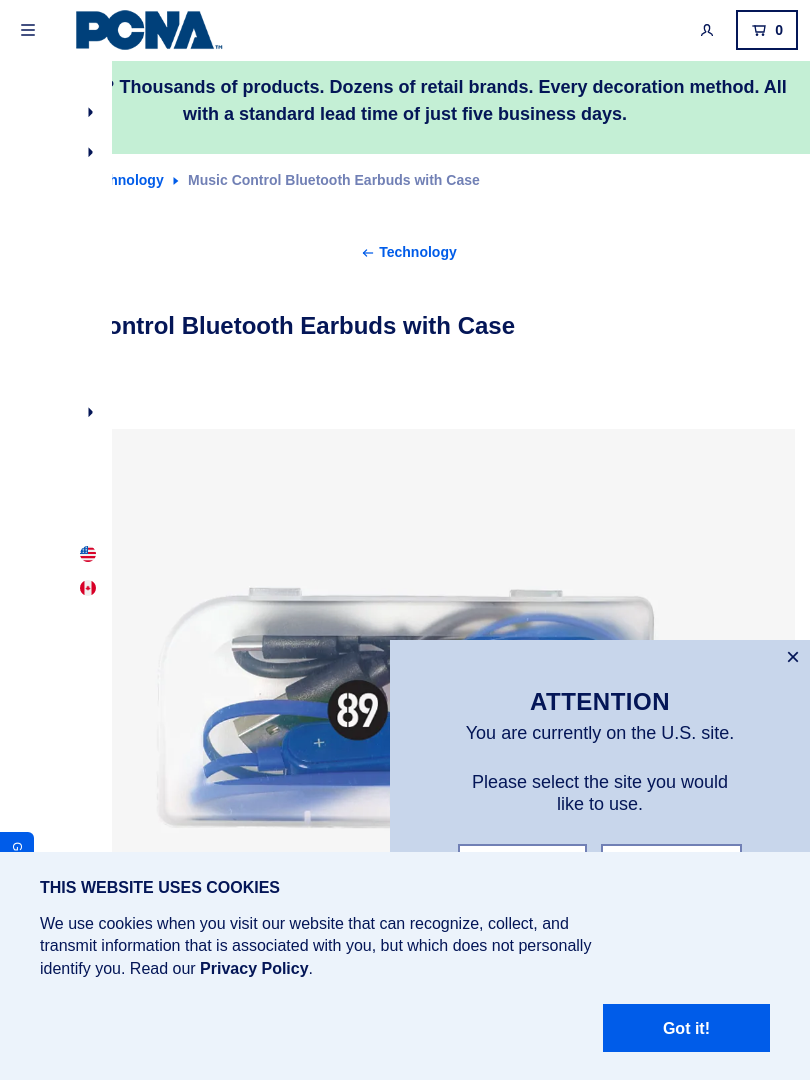 PCNA™
0
Thousands of products. Dozens of retail brands. Every decoration method. All
with a standard lead time of just five business days.
Music Control Bluetooth Earbuds with Case
Technology
Bluetooth Earbuds with Case
89
ATTENTION
You are currently on the U.S. site.
Please select the site you would
like to use.
G
THIS WEBSITE USES COOKIES
We use cookies when you visit our website that can recognize, collect, and
transmit information that is associated with you, but which does not personally
identify you. Read our Privacy Policy.
Got it!